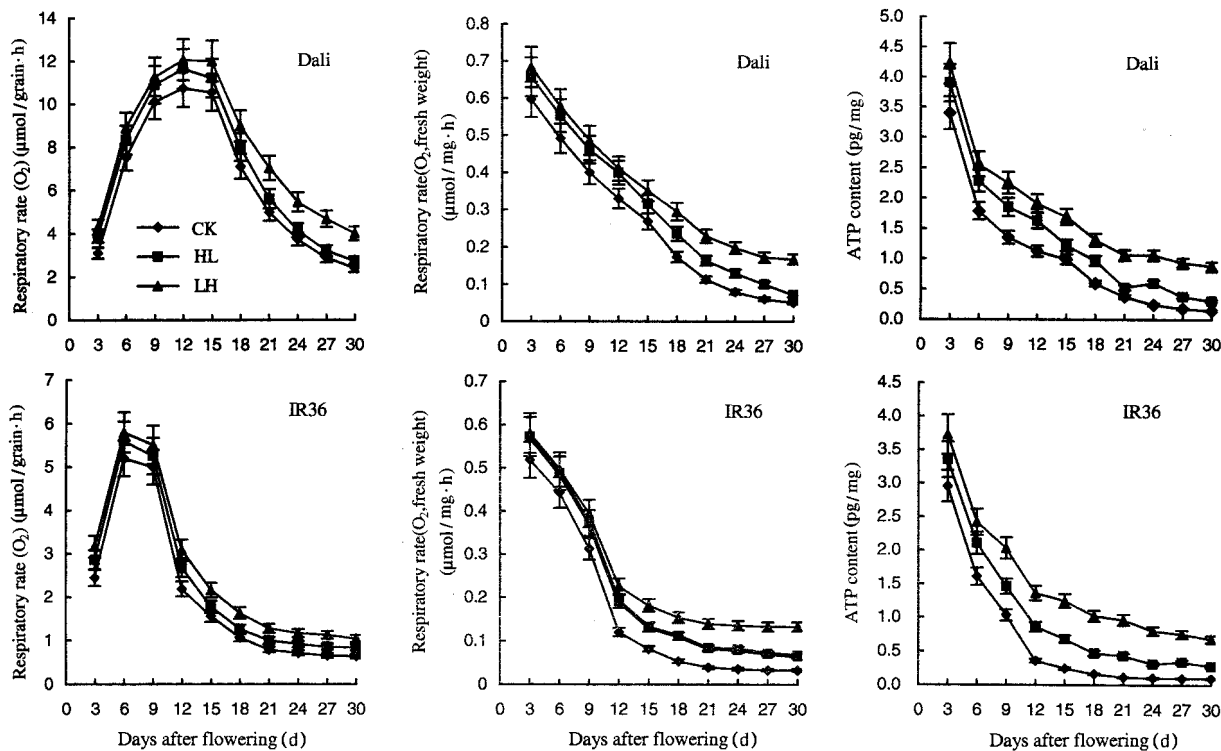 Respiratory rate (O₂) (μmol/grain·h)
14
12
10
8
6
4
2
0
Dali
CK
HL
LH
0 3 6 9 12 15 18 21 24 27 30
Respiratory rate(O₂,fresh weight)
(μmol/mg·h)
0.8
0.7
0.6
0.5
0.4
0.3
0.2
0.1
0
Dali
0 3 6 9 12 15 18 21 24 27 30
ATP content (pg/mg)
5.0
4.5
4.0
3.5
3.0
2.5
2.0
1.5
1.0
0.5
0.0
Dali
0 3 6 9 12 15 18 21 24 27 30
Respiratory rate (O₂) (μmol/grain·h)
7
6
5
4
3
2
1
0
IR36
0 3 6 9 12 15 18 21 24 27 30
Days after flowering (d)
Respiratory rate(O₂,fresh weight)
(μmol/mg·h)
0.7
0.6
0.5
0.4
0.3
0.2
0.1
0
IR36
0 3 6 9 12 15 18 21 24 27 30
Days after flowering (d)
ATP content (pg/mg)
4.5
4.0
3.5
3.0
2.5
2.0
1.5
1.0
0.5
0.0
IR36
0 3 6 9 12 15 18 21 24 27 30
Days after flowering (d)